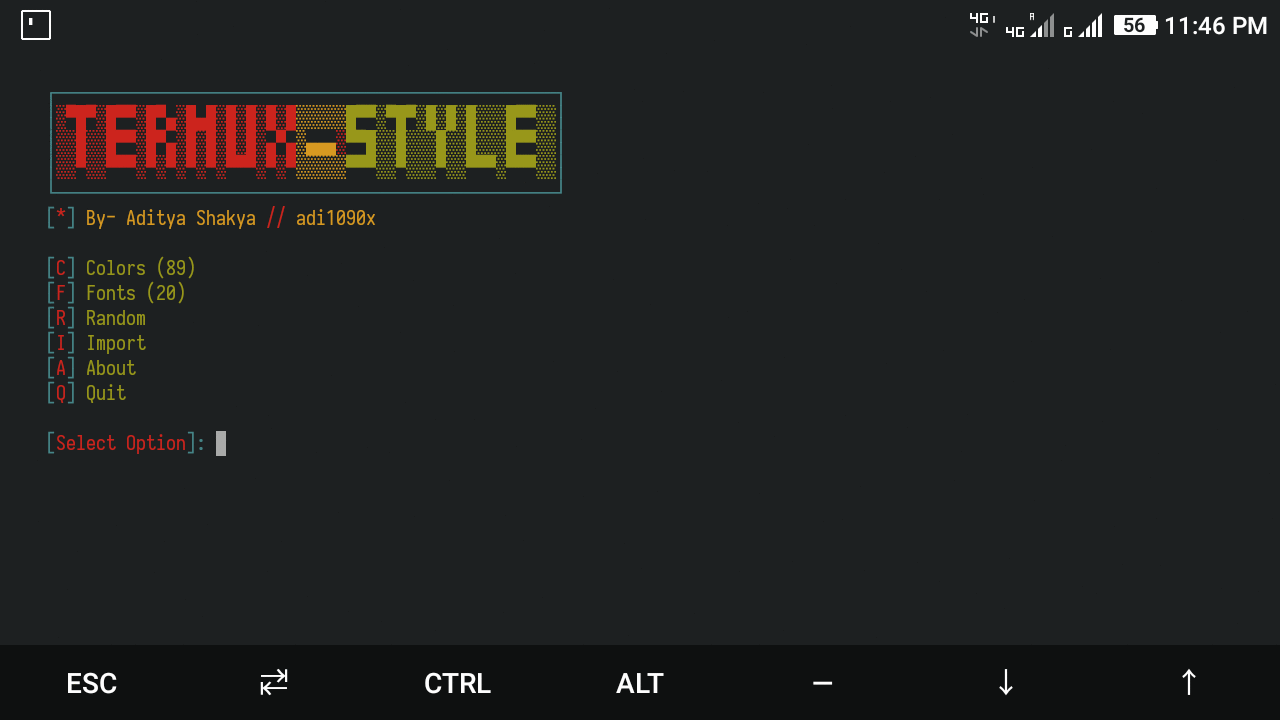 4G 4G R G 56 11:46 PM
TERMUX-STYLE
[*] By- Aditya Shakya // adi1090x
[C] Colors (89)
[F] Fonts (20)
[R] Random
[I] Import
[A] About
[Q] Quit
[Select Option]:
ESC ⇄ CTRL ALT — ↓ ↑